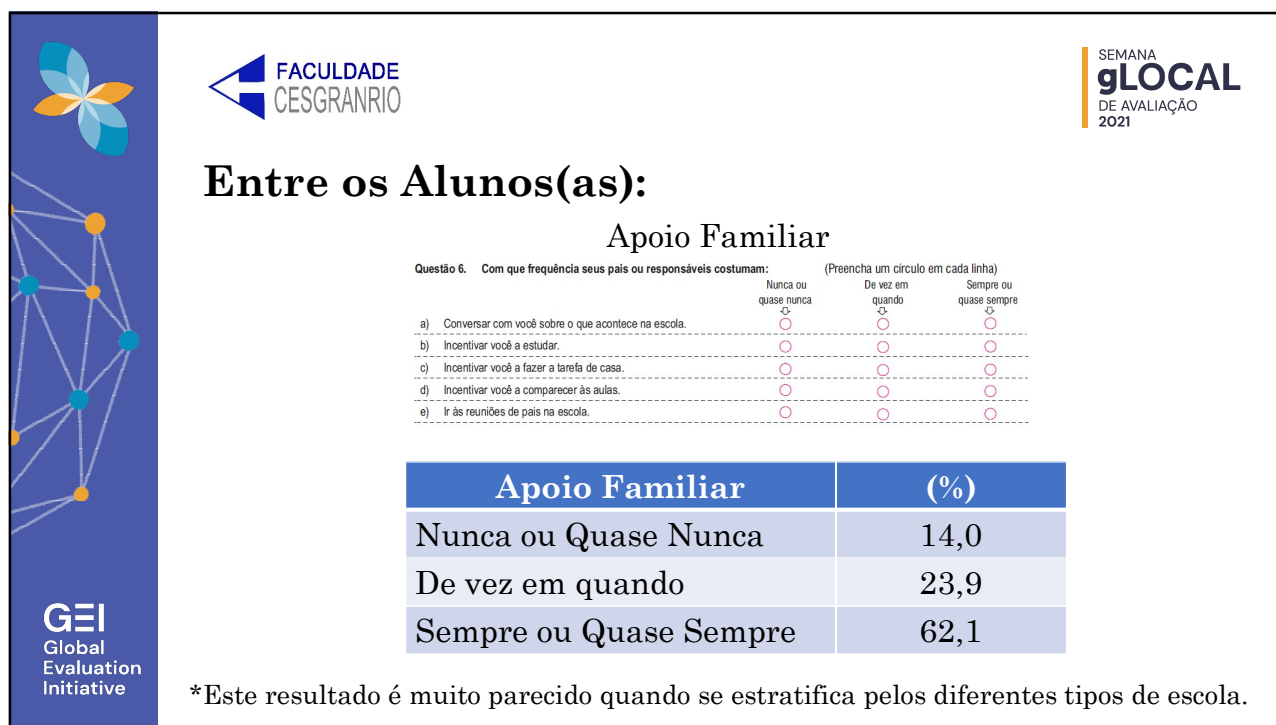 FACULDADE
CESGRANRIO
SEMANA
gLOCAL
DE AVALIAÇÃO
2021
Entre os Alunos(as):
Apoio Familiar
Questão 6. Com que frequência seus pais ou responsáveis costumam: (Preencha um círculo em cada linha)
Nunca ou De vez em Sempre ou
quase nunca quando quase sempre
a) Conversar com você sobre o que acontece na escola.
b) Incentivar você a estudar.
c) Incentivar você a fazer a tarefa de casa.
d) Incentivar você a comparecer às aulas.
e) Ir às reuniões de pais na escola.
Apoio Familiar (%)
Nunca ou Quase Nunca 14,0
De vez em quando 23,9
Sempre ou Quase Sempre 62,1
GEI
Global
Evaluation
Initiative
*Este resultado é muito parecido quando se estratifica pelos diferentes tipos de escola.